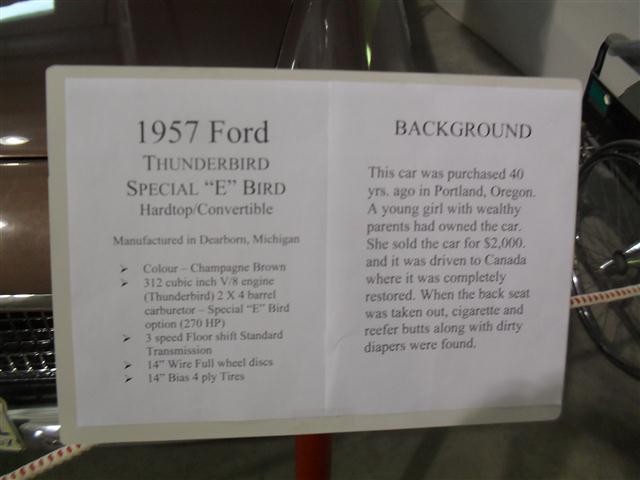 1957 Ford
THUNDERBIRD
SPECIAL “E” BIRD
Hardtop/Convertible
Manufactured in Dearborn, Michigan
➢ Colour – Champagne Brown
➢ 312 cubic inch V/8 engine
(Thunderbird) 2 X 4 barrel
carburetor – Special “E” Bird
option (270 HP)
➢ 3 speed Floor shift Standard
Transmission
➢ 14” Wire Full wheel discs
➢ 14” Bias 4 ply Tires
BACKGROUND
This car was purchased 40
yrs. ago in Portland, Oregon.
A young girl with wealthy
parents had owned the car.
She sold the car for $2,000.
and it was driven to Canada
where it was completely
restored. When the back seat
was taken out, cigarette and
reefer butts along with dirty
diapers were found.